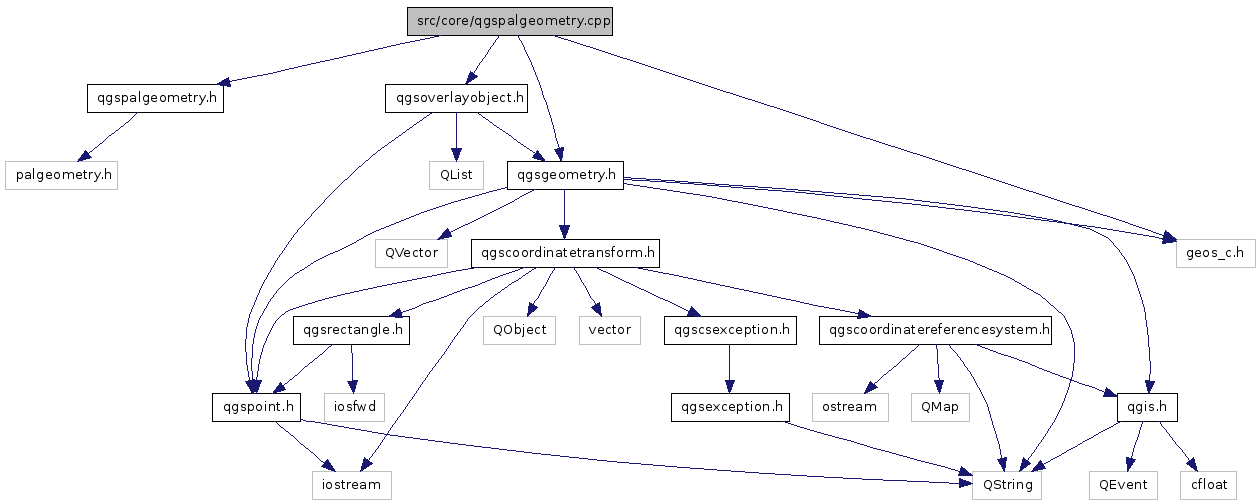 src/core/qgspalgeometry.cpp
qgspalgeometry.h
qgsoverlayobject.h
palgeometry.h
QList
qgsgeometry.h
QVector
qgscoordinatetransform.h
geos_c.h
qgsrectangle.h
QObject
vector
qgscsexception.h
qgscoordinatereferencesystem.h
qgspoint.h
iosfwd
qgsexception.h
ostream
QMap
qgis.h
iostream
QString
QEvent
cfloat